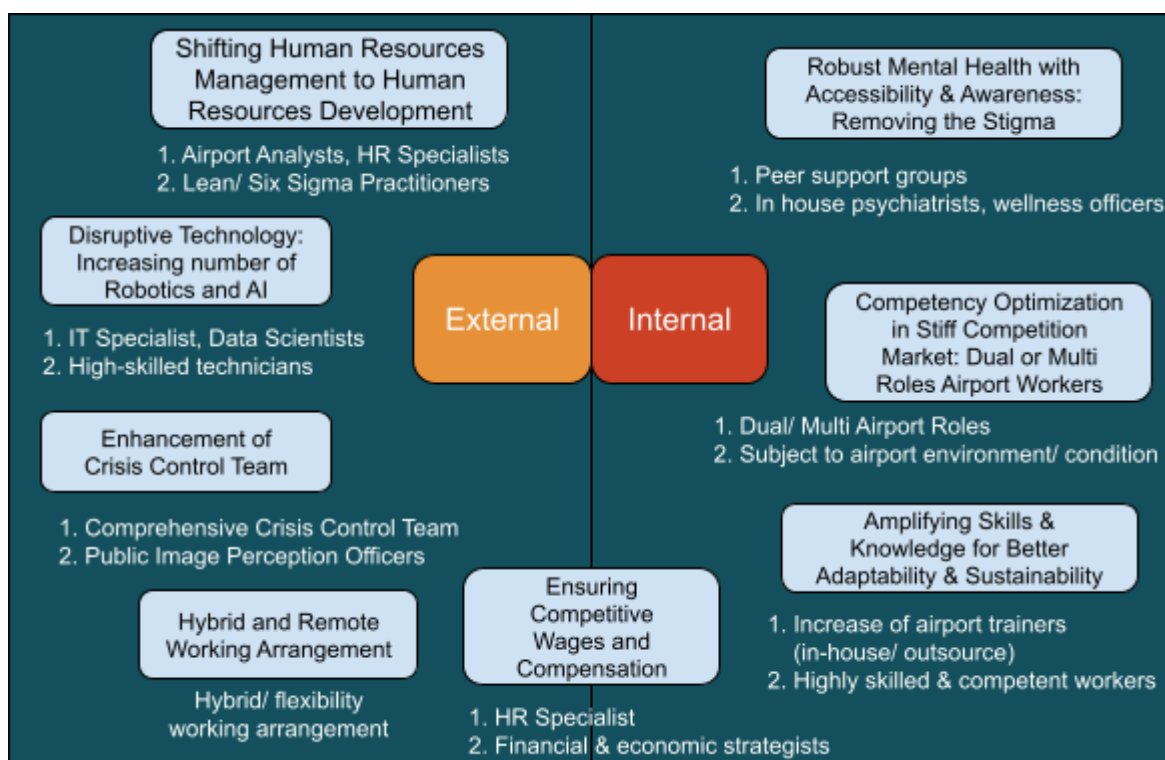 Shifting Human Resources
Management to Human
Resources Development
1. Airport Analysts, HR Specialists
2. Lean/ Six Sigma Practitioners
Disruptive Technology:
Increasing number of
Robotics and AI
1. IT Specialist, Data Scientists
2. High-skilled technicians
Enhancement of
Crisis Control Team
1. Comprehensive Crisis Control Team
2. Public Image Perception Officers
Hybrid and Remote
Working Arrangement
Hybrid/ flexibility
working arrangement
External
Internal
Robust Mental Health with
Accessibility & Awareness:
Removing the Stigma
1. Peer support groups
2. In house psychiatrists, wellness officers
Competency Optimization
in Stiff Competition
Market: Dual or Multi
Roles Airport Workers
1. Dual/ Multi Airport Roles
2. Subject to airport environment/ condition
Amplifying Skills &
Knowledge for Better
Adaptability & Sustainability
1. Increase of airport trainers
(in-house/ outsource)
2. Highly skilled & competent workers
Ensuring
Competitive
Wages and
Compensation
1. HR Specialist
2. Financial & economic strategists